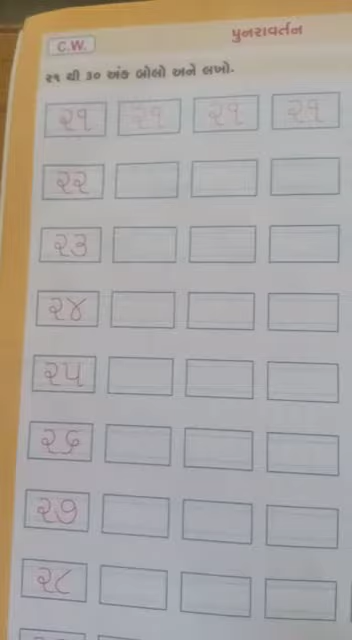 C.W.
પુનરાવર્તન
૨૧ થી ૩૦ અંક બોલો અને લખો.
૨૧ ૨૧ ૨૧ ૨૧
૨૨
૨૩
૨૪
૨૫
૨૬
૨૭
૨૮